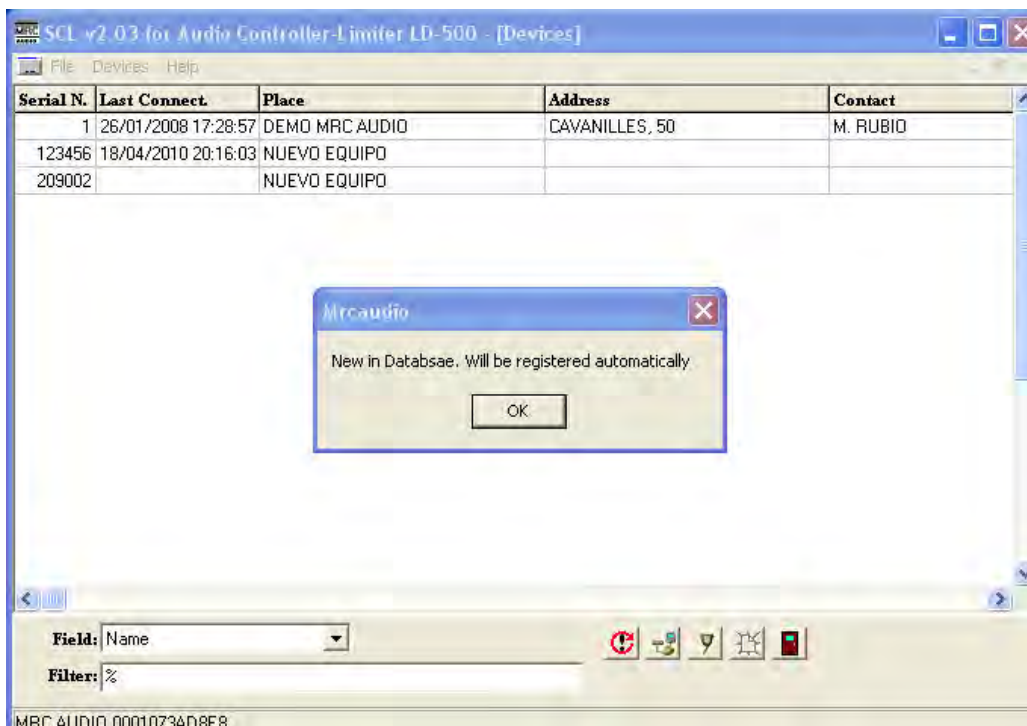 MRC AUDIO SCL v2.03 for Audio Controller-Limiter LD-500 - [Devices]
File Devices Help
Serial N. Last Connect. Place Address Contact
1 26/01/2008 17:28:57 DEMO MRC AUDIO CAVANILLES, 50 M. RUBIO
123456 18/04/2010 20:16:03 NUEVO EQUIPO
209002 NUEVO EQUIPO
Mrcaudio
New in Databsae. Will be registered automatically
OK
Field: Name
Filter: %
MRC AUDIO 0001073AD8E8